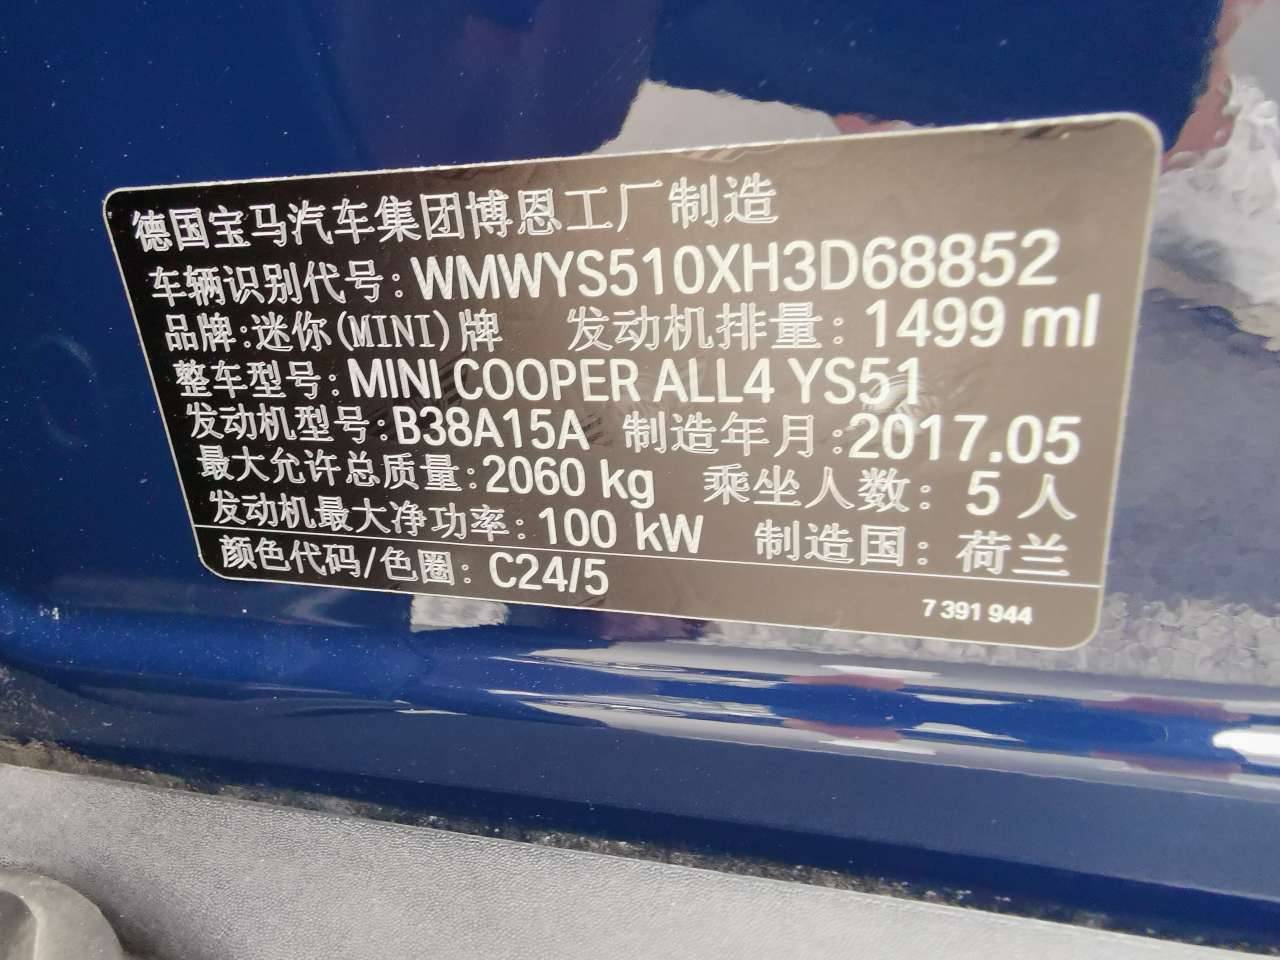 德国宝马汽车集团博恩工厂制造
车辆识别代号: WMWYS510XH3D68852
品牌:迷你(MINI)牌 发动机排量: 1499 ml
整车型号: MINI COOPER ALL4 YS51
发动机型号: B38A15A 制造年月: 2017.05
最大允许总质量: 2060 kg 乘坐人数: 5 人
发动机最大净功率: 100 kW 制造国: 荷兰
颜色代码/色圈: C24/5
7 391 944